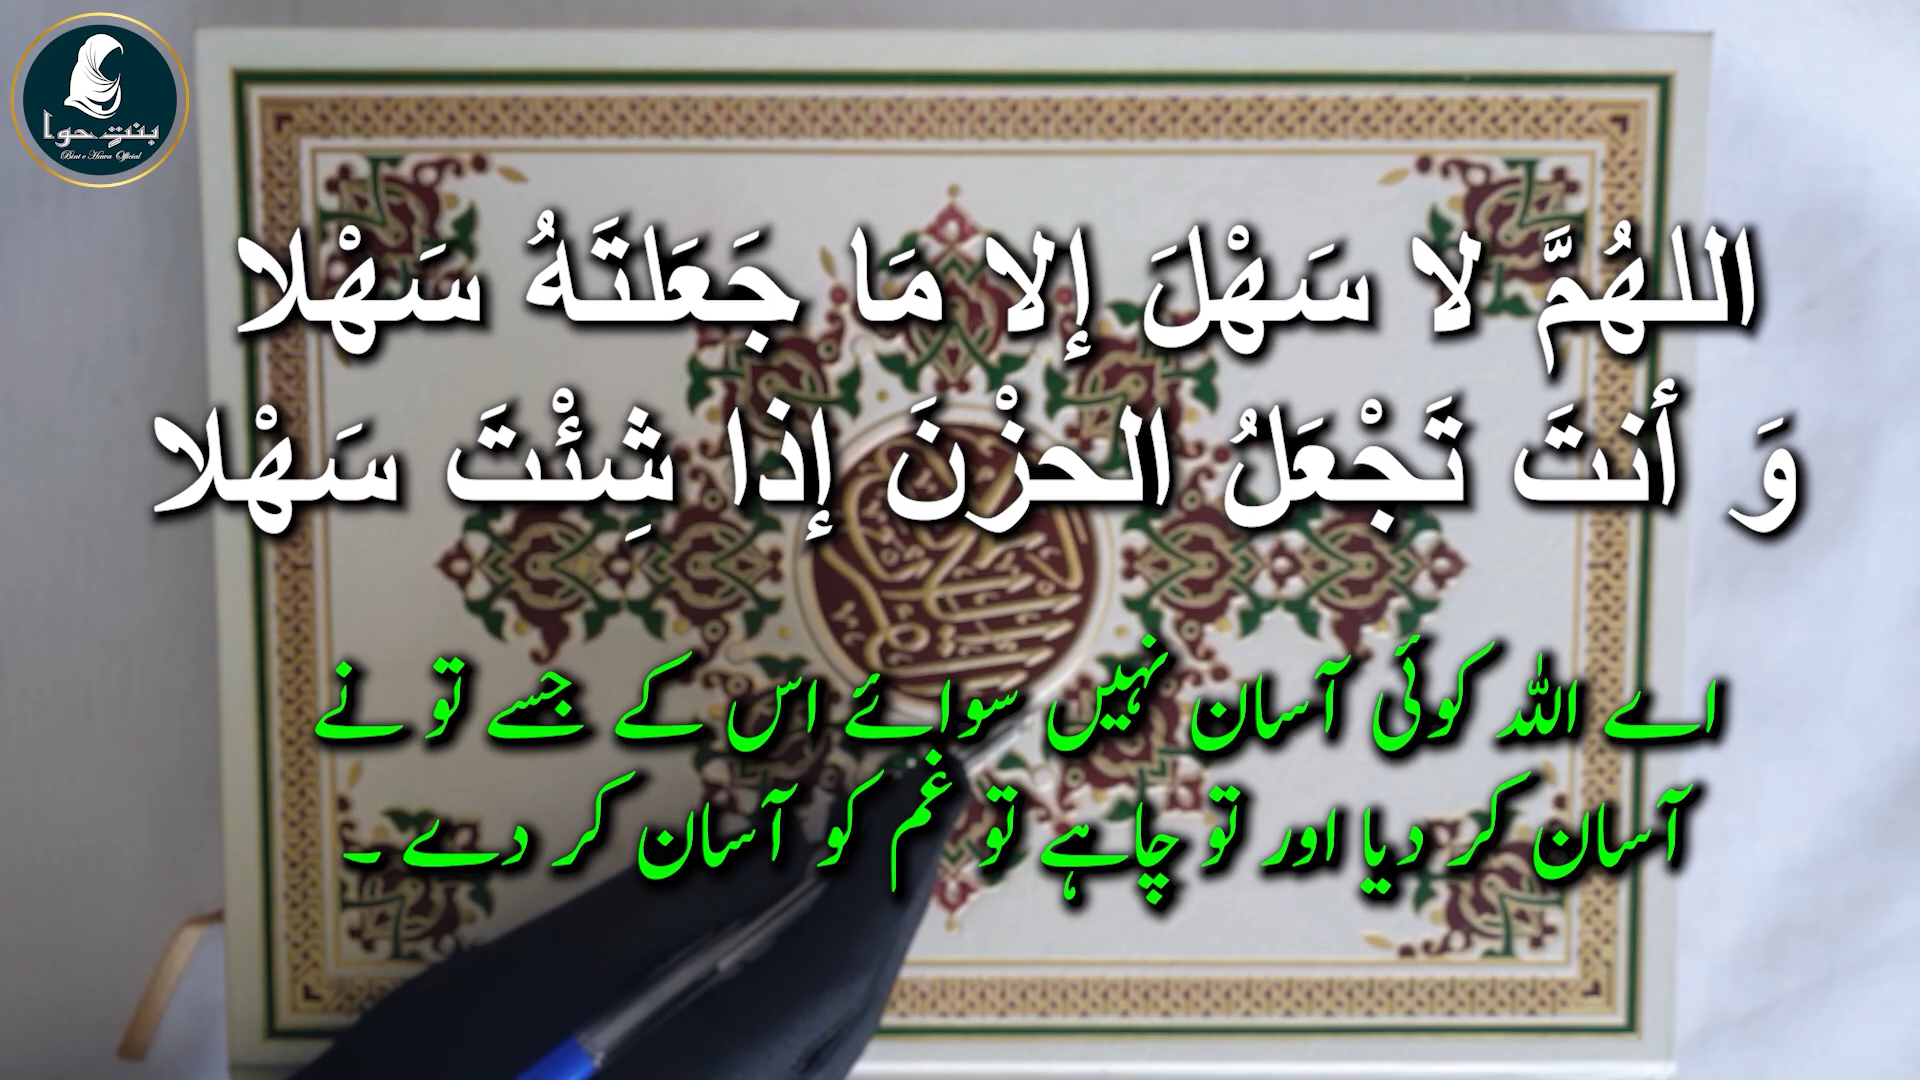 بنتِ حوا
Bint e Hawa Official
اللهُمَّ لا سَهْلَ إلا مَا جَعَلتَهُ سَهْلا
وَ أنتَ تَجْعَلُ الحزْنَ إذا شِئْتَ سَهْلا
اے اللہ کوئی آسان نہیں سوائے اس کے جسے تو نے
آسان کر دیا اور تو چاہے تو غم کو آسان کر دے ۔